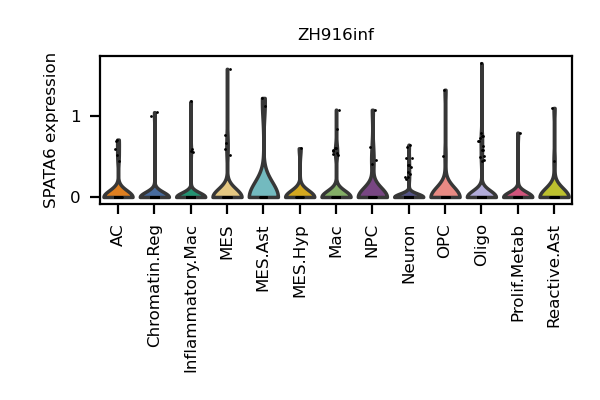 ZH916inf
SPATA6 expression
1
0
AC
Chromatin.Reg
Inflammatory.Mac
MES
MES.Ast
MES.Hyp
Mac
NPC
Neuron
OPC
Oligo
Prolif.Metab
Reactive.Ast